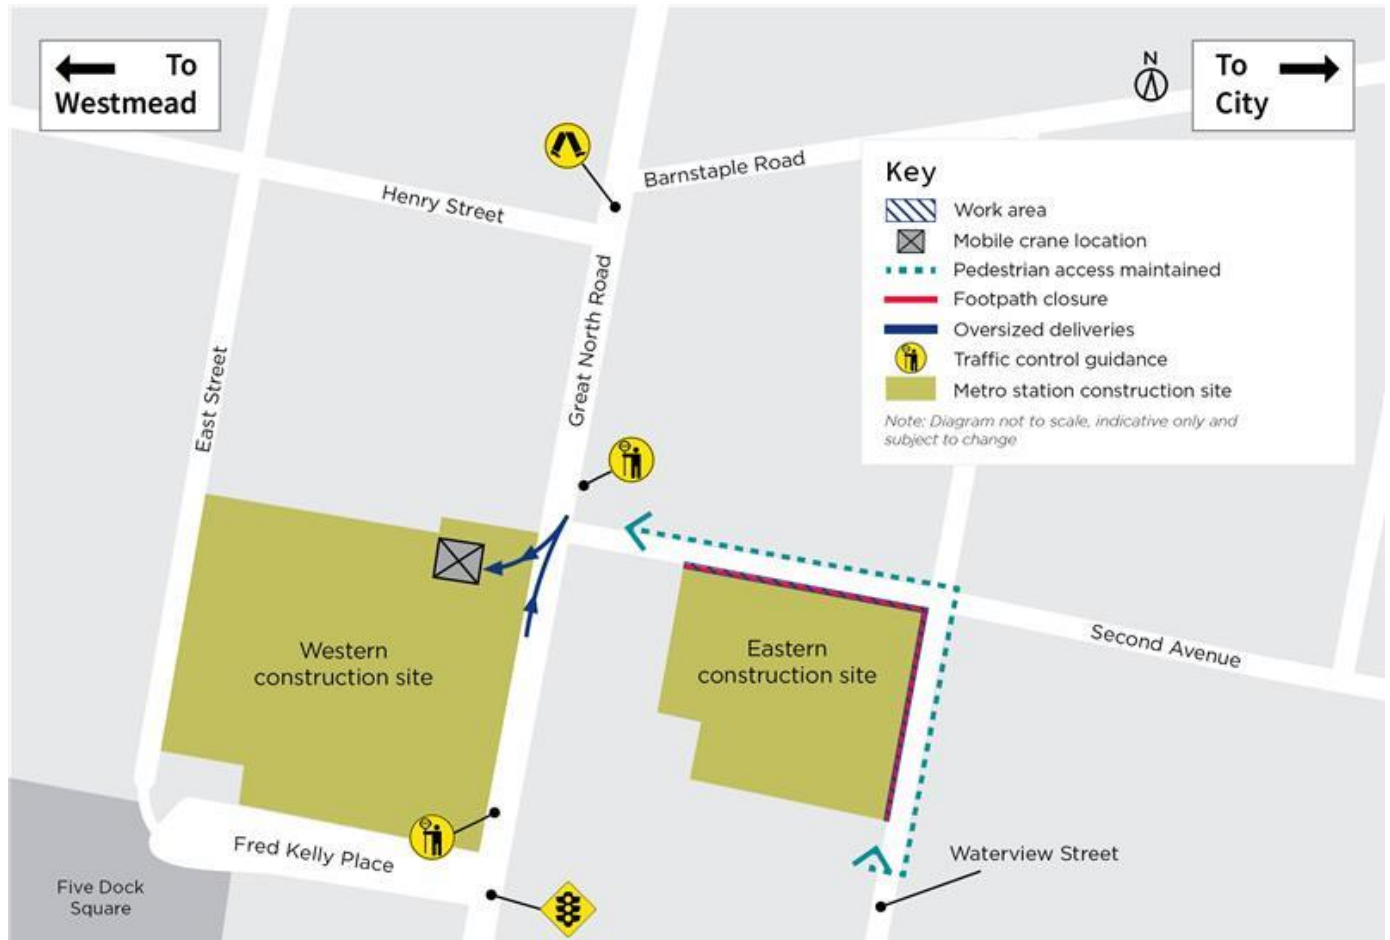 To
Westmead
N
To
City
Barnstaple Road
Henry Street
Key
Work area
Mobile crane location
Pedestrian access maintained
Footpath closure
Oversized deliveries
Traffic control guidance
Metro station construction site
Note: Diagram not to scale, indicative only and
subject to change
Great North Road
East Street
Western
construction site
Eastern
construction site
Second Avenue
Fred Kelly Place
Waterview Street
Five Dock
Square